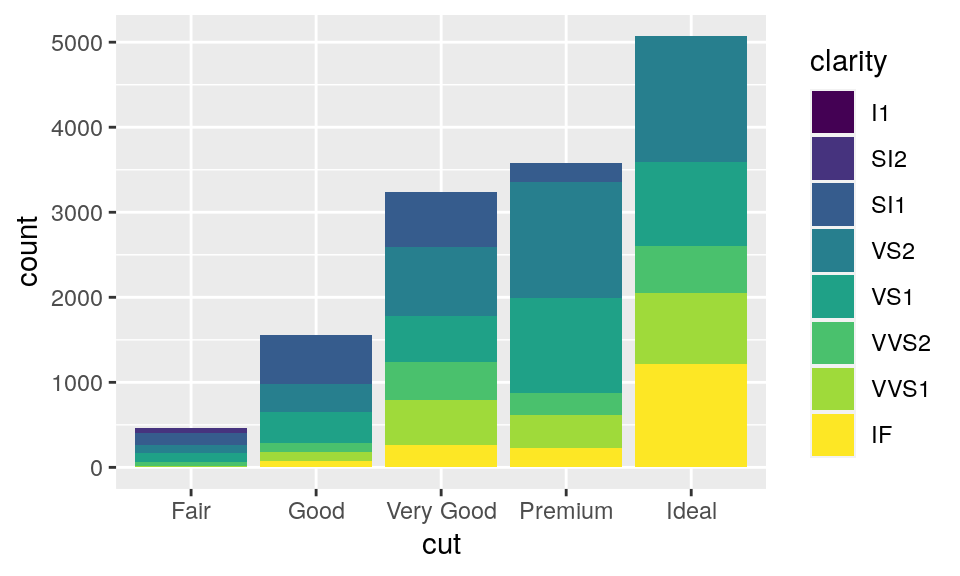 5000
4000
3000
2000
1000
0
count
Fair Good Very Good Premium Ideal
cut
clarity
I1
SI2
SI1
VS2
VS1
VVS2
VVS1
IF